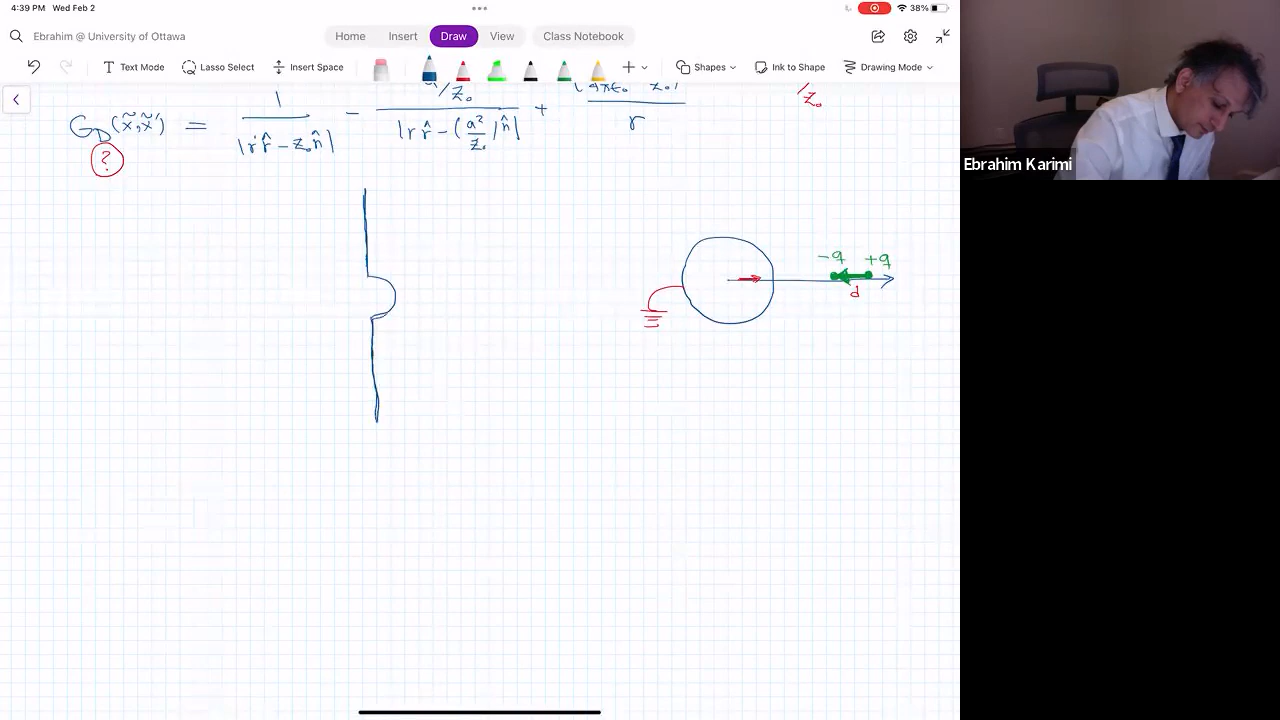 4:39 PM Wed Feb 2
38%
Ebrahim @ University of Ottawa
Home Insert Draw View Class Notebook
Text Mode Lasso Select Insert Space Shapes Ink to Shape Drawing Mode
G_D(x̃, x̃') = 1 / |r r̂ − z₀ n̂| − a/z₀ / |r r̂ − (a²/z₀) n̂| + / r
/z₀
?
Ebrahim Karimi
−q +q
d